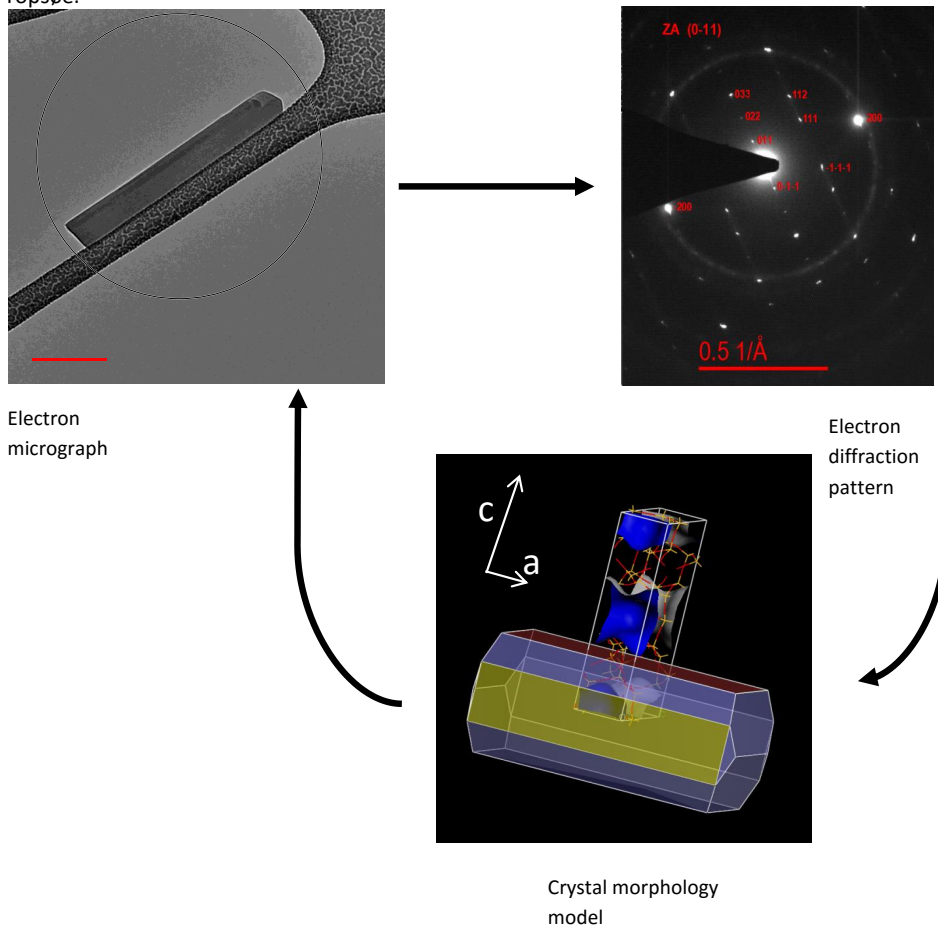 ZA (0-11)
033
112
022
111
200
011
-1-1-1
0-1-1
200
0.5 1/Å
Electron
micrograph
Electron
diffraction
pattern
c
a
Crystal morphology
model